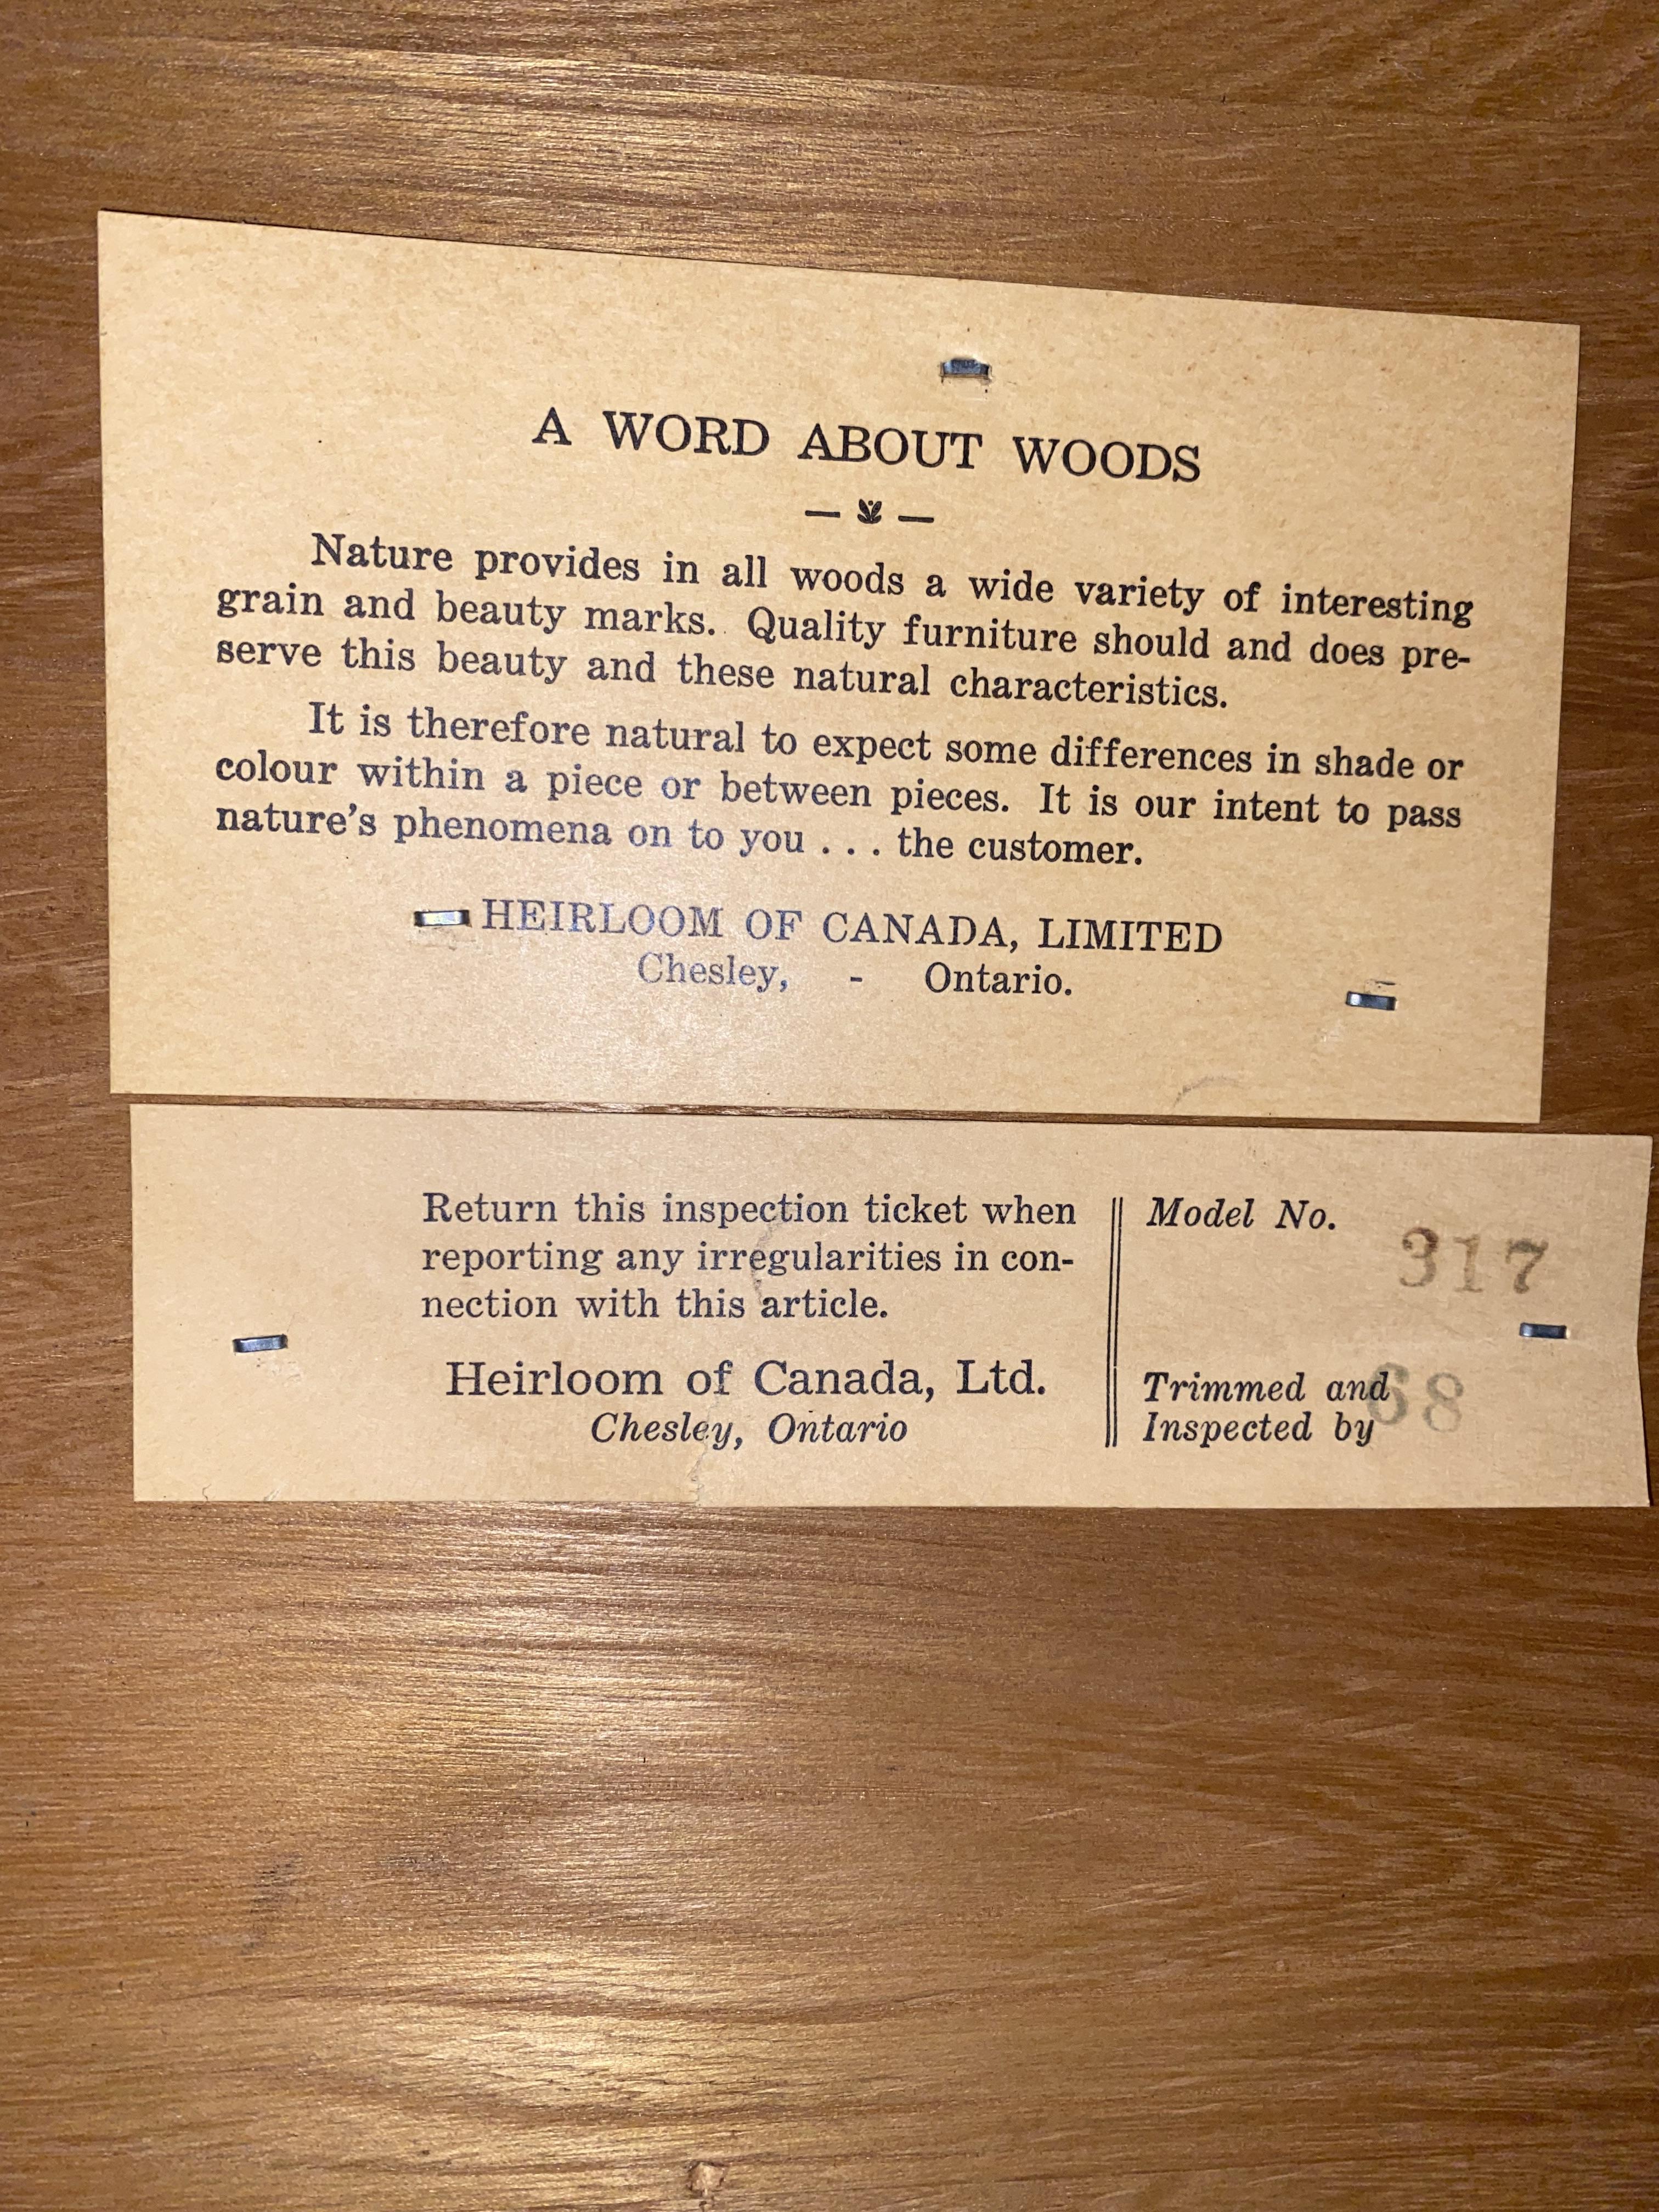 A WORD ABOUT WOODS
Nature provides in all woods a wide variety of interesting
grain and beauty marks. Quality furniture should and does pre-
serve this beauty and these natural characteristics.
It is therefore natural to expect some differences in shade or
colour within a piece or between pieces. It is our intent to pass
nature's phenomena on to you . . . the customer.
HEIRLOOM OF CANADA, LIMITED
Chesley, - Ontario.
Return this inspection ticket when
reporting any irregularities in con-
nection with this article.
Heirloom of Canada, Ltd.
Chesley, Ontario
Model No.
317
Trimmed and
Inspected by
68